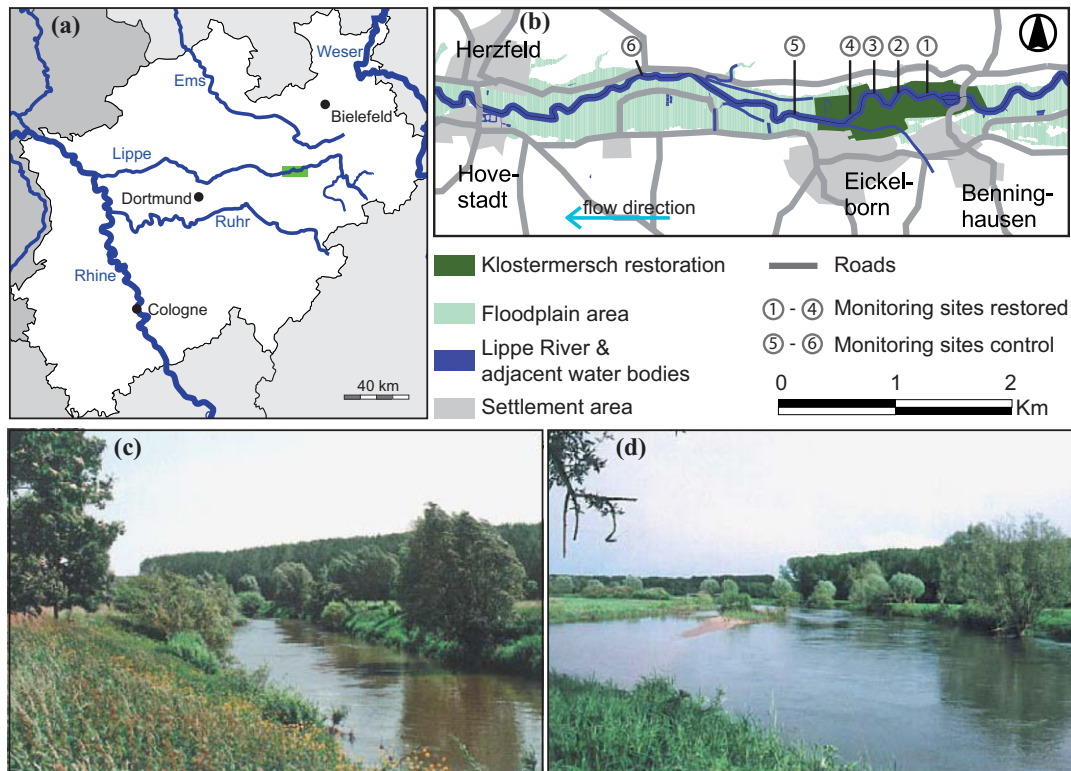 (a)
Weser
Ems
Bielefeld
Lippe
Dortmund
Ruhr
Rhine
Cologne
40 km
(b)
Herzfeld
⑥
⑤
④
③
②
①
Hove-
stadt
flow direction
Eickel-
born
Benning-
hausen
Klostermersch restoration
Floodplain area
Lippe River &
adjacent water bodies
Settlement area
Roads
① - ④ Monitoring sites restored
⑤ - ⑥ Monitoring sites control
0 1 2
Km
(c)
(d)